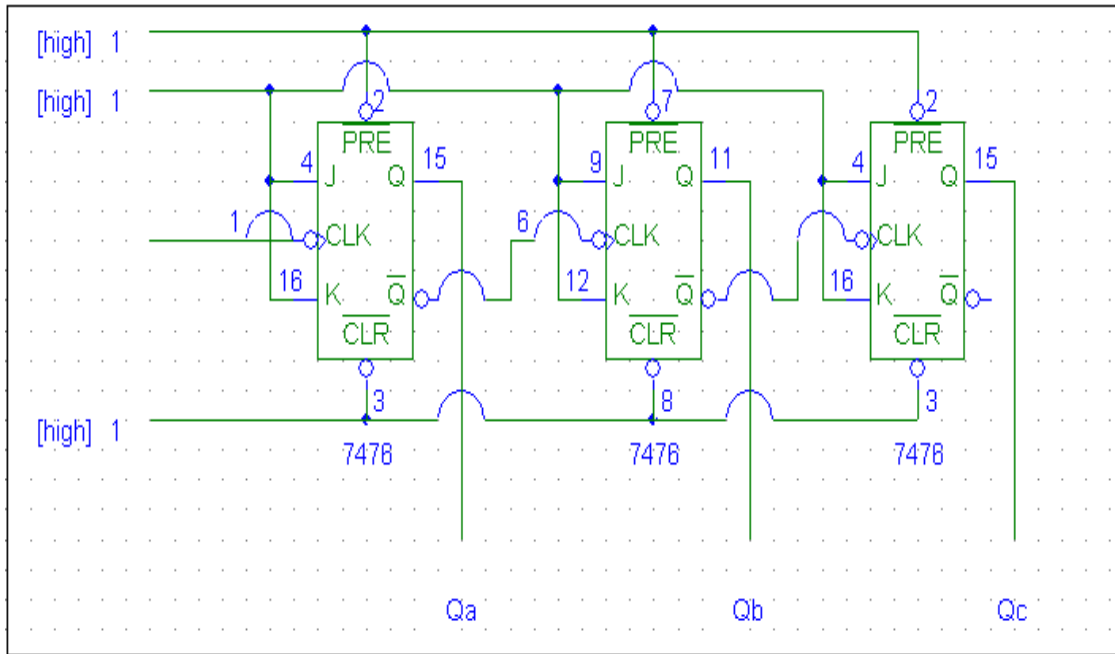 [high] 1
[high] 1
2 7 2
PRE PRE PRE
4 15 9 11 4 15
J Q J Q J Q
1 CLK 6 CLK CLK
16 12 16
K Q K Q K Q
CLR CLR CLR
3 8 3
[high] 1
7476 7476 7476
Qa Qb Qc